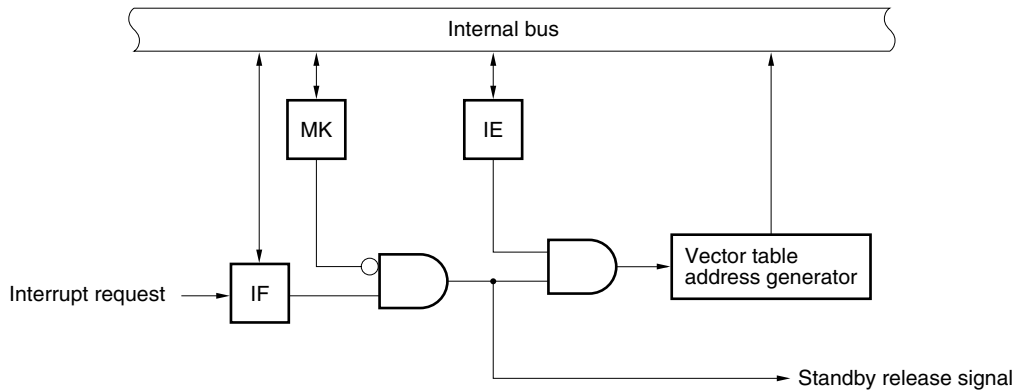 Internal bus
MK
IE
Vector table
address generator
Interrupt request
IF
Standby release signal